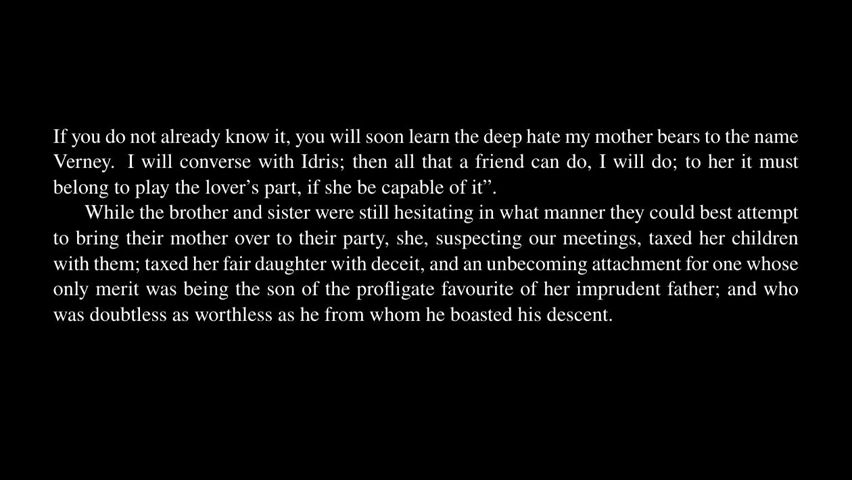 If you do not already know it, you will soon learn the deep hate my mother bears to the name
Verney. I will converse with Idris; then all that a friend can do, I will do; to her it must
belong to play the lover’s part, if she be capable of it”.
While the brother and sister were still hesitating in what manner they could best attempt
to bring their mother over to their party, she, suspecting our meetings, taxed her children
with them; taxed her fair daughter with deceit, and an unbecoming attachment for one whose
only merit was being the son of the profligate favourite of her imprudent father; and who
was doubtless as worthless as he from whom he boasted his descent.